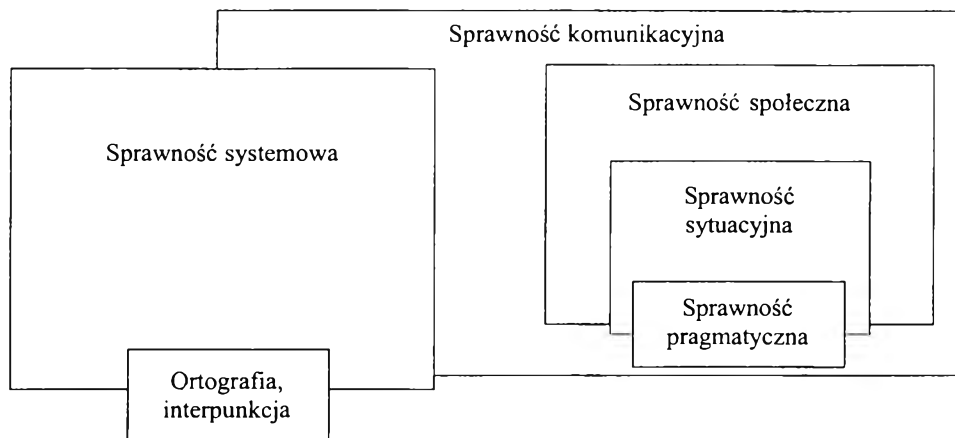 Sprawność komunikacyjna
Sprawność społeczna
Sprawność systemowa
Sprawność
sytuacyjna
Sprawność
pragmatyczna
Ortografia,
interpunkcja